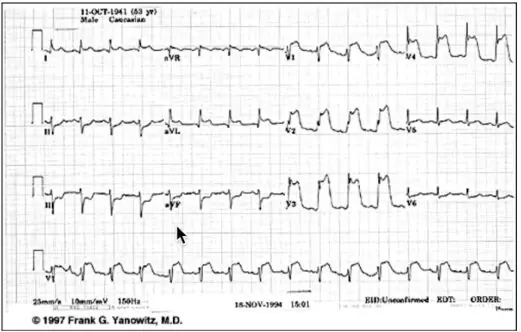 11-OCT-1941 (53 yr)
Male Caucasian
I aVR V1 V4
II aVL V2 V5
III aVF V3 V6
V1
25mm/s 10mm/mV 150Hz
18-NOV-1994 15:01
EID:Unconfirmed EDT: ORDER:
© 1997 Frank G. Yanowitz, M.D.